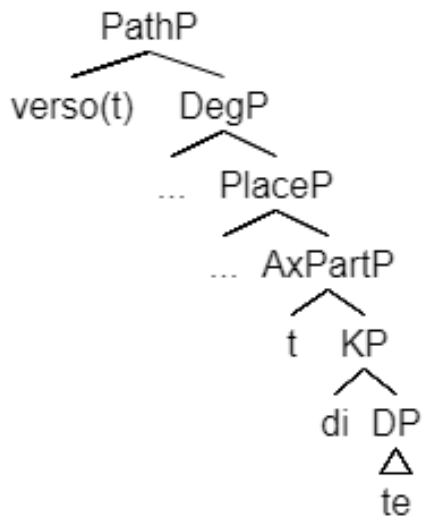 PathP
verso(t) DegP
... PlaceP
... AxPartP
t KP
di DP
te